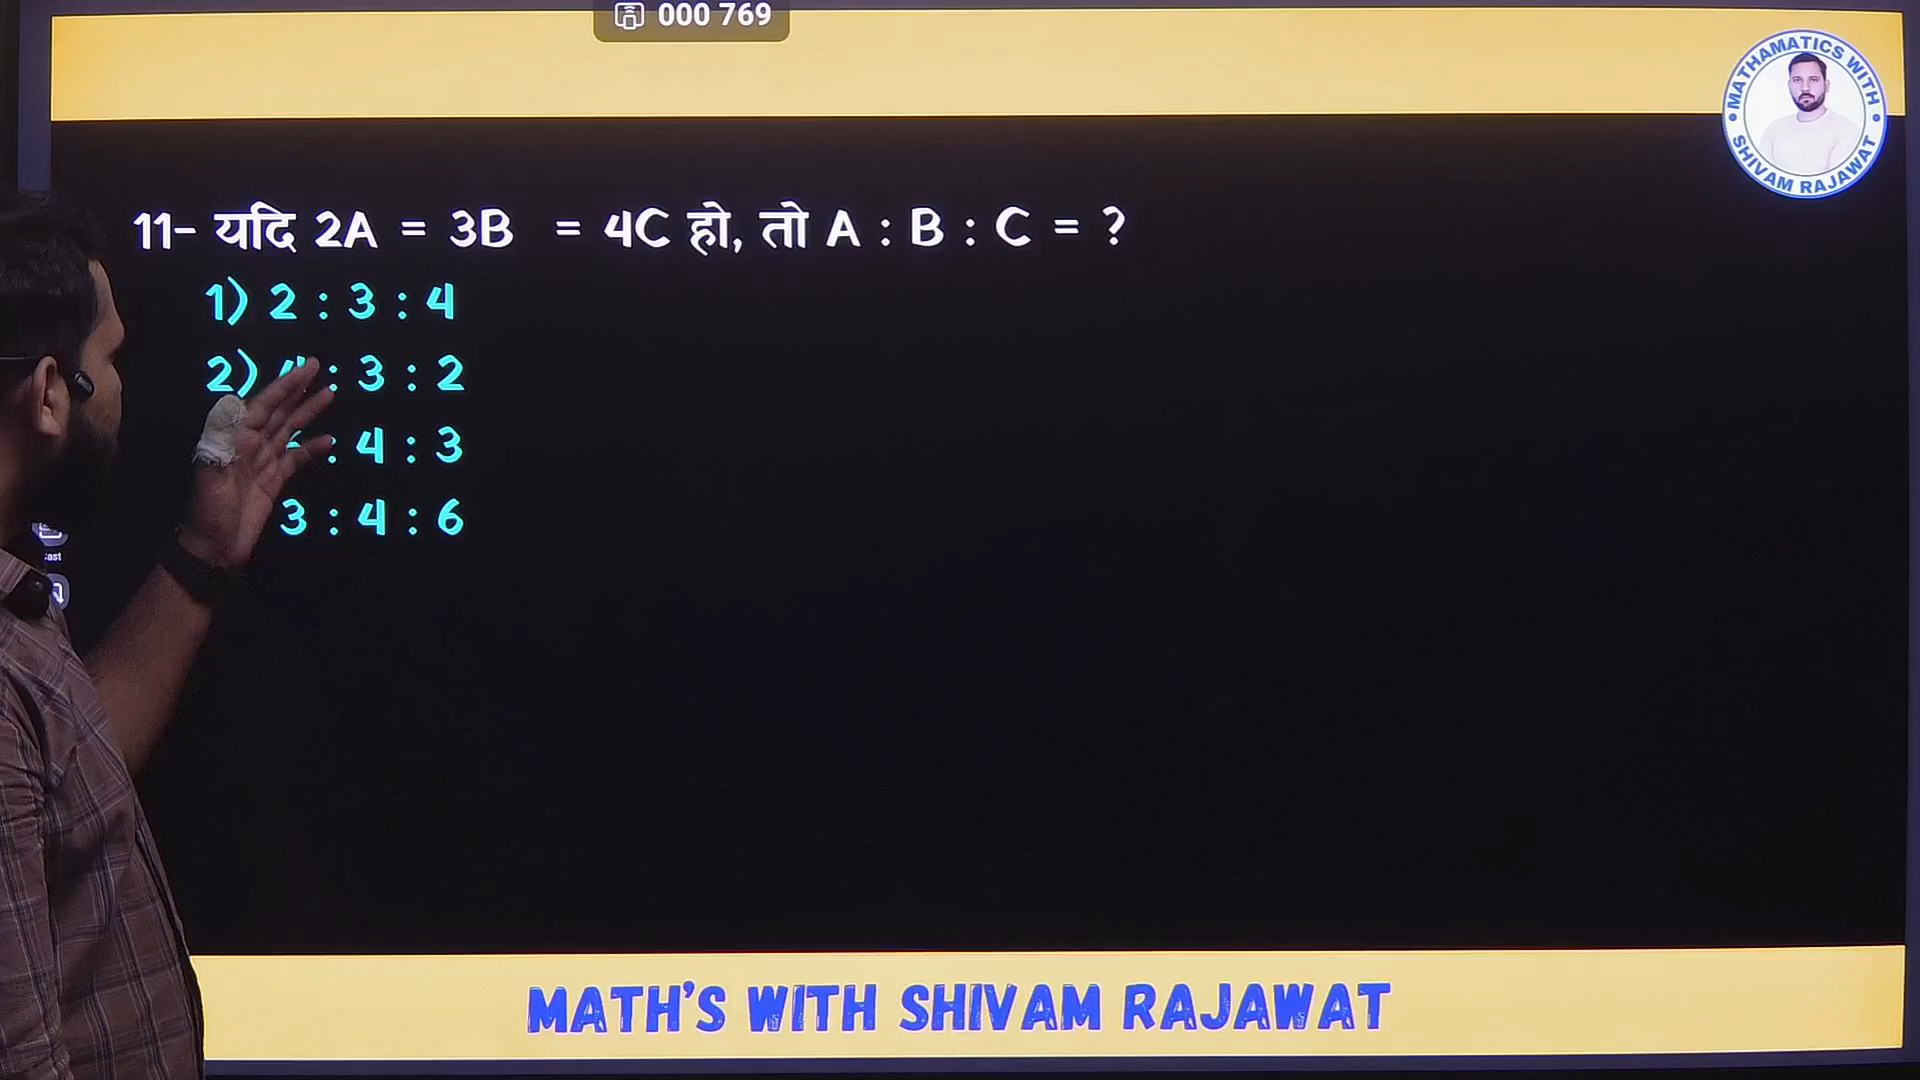 000 769
MATHAMATICS WITH
SHIVAM RAJAWAT
11- यदि 2A = 3B = 4C हो, तो A : B : C = ?
1) 2 : 3 : 4
2) 4 : 3 : 2
: 4 : 3
3 : 4 : 6
MATH'S WITH SHIVAM RAJAWAT